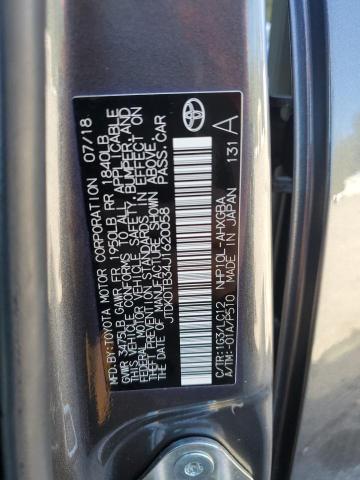 MFD. BY:TOYOTA MOTOR CORPORATION 07/18
GVWR 3475LB GAWR FR 1950LB RR 1840LB
THIS VEHICLE CONFORMS TO ALL APPLICABLE
FEDERAL MOTOR VEHICLE SAFETY,BUMPER,AND
THEFT PREVENTION STANDARDS IN EFFECT ON
THE DATE OF MANUFACTURE SHOWN ABOVE.
JTDKDTB34J1620058 PASS.CAR
C/TR:1G3/LC12 NHP10L-AHXGBA
A/TM:-01A/P510 MADE IN JAPAN 131 A
TOYOTA